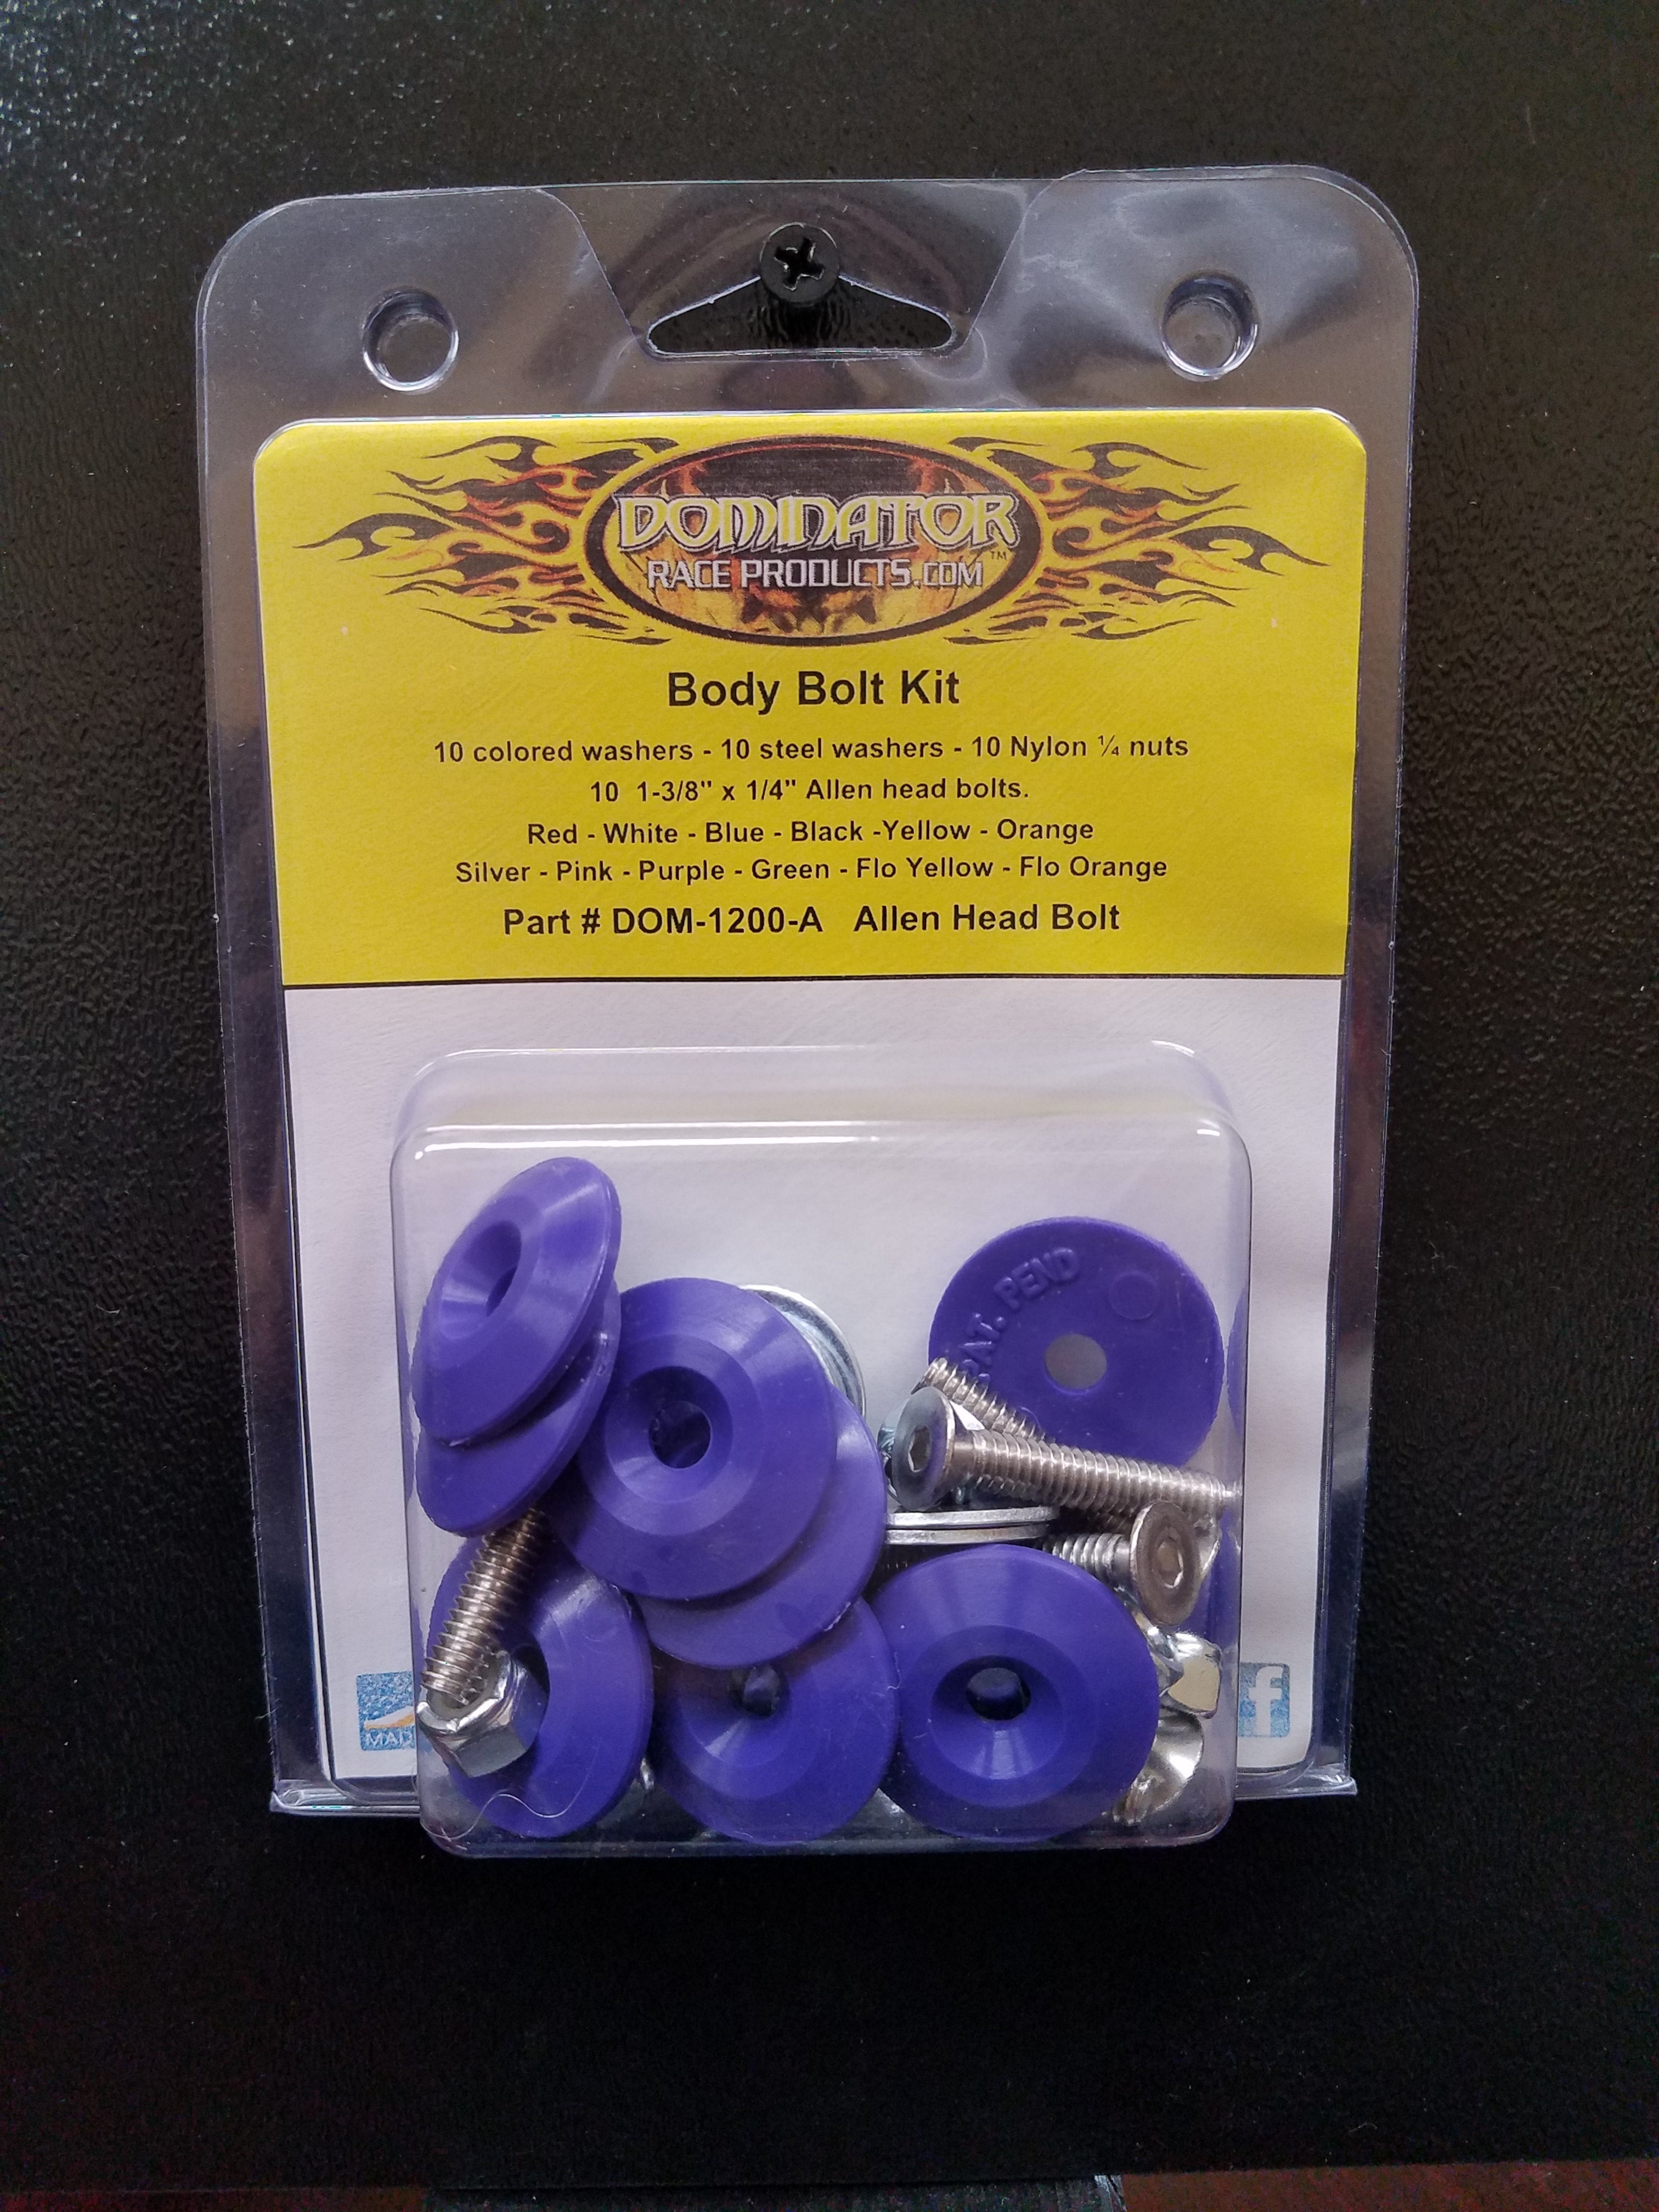 DOMINATOR
RACE PRODUCTS.COM ™
Body Bolt Kit
10 colored washers - 10 steel washers - 10 Nylon ¼ nuts
10 1-3/8" x 1/4" Allen head bolts.
Red - White - Blue - Black -Yellow - Orange
Silver - Pink - Purple - Green - Flo Yellow - Flo Orange
Part # DOM-1200-A Allen Head Bolt
PAT. PEND
MAD
f